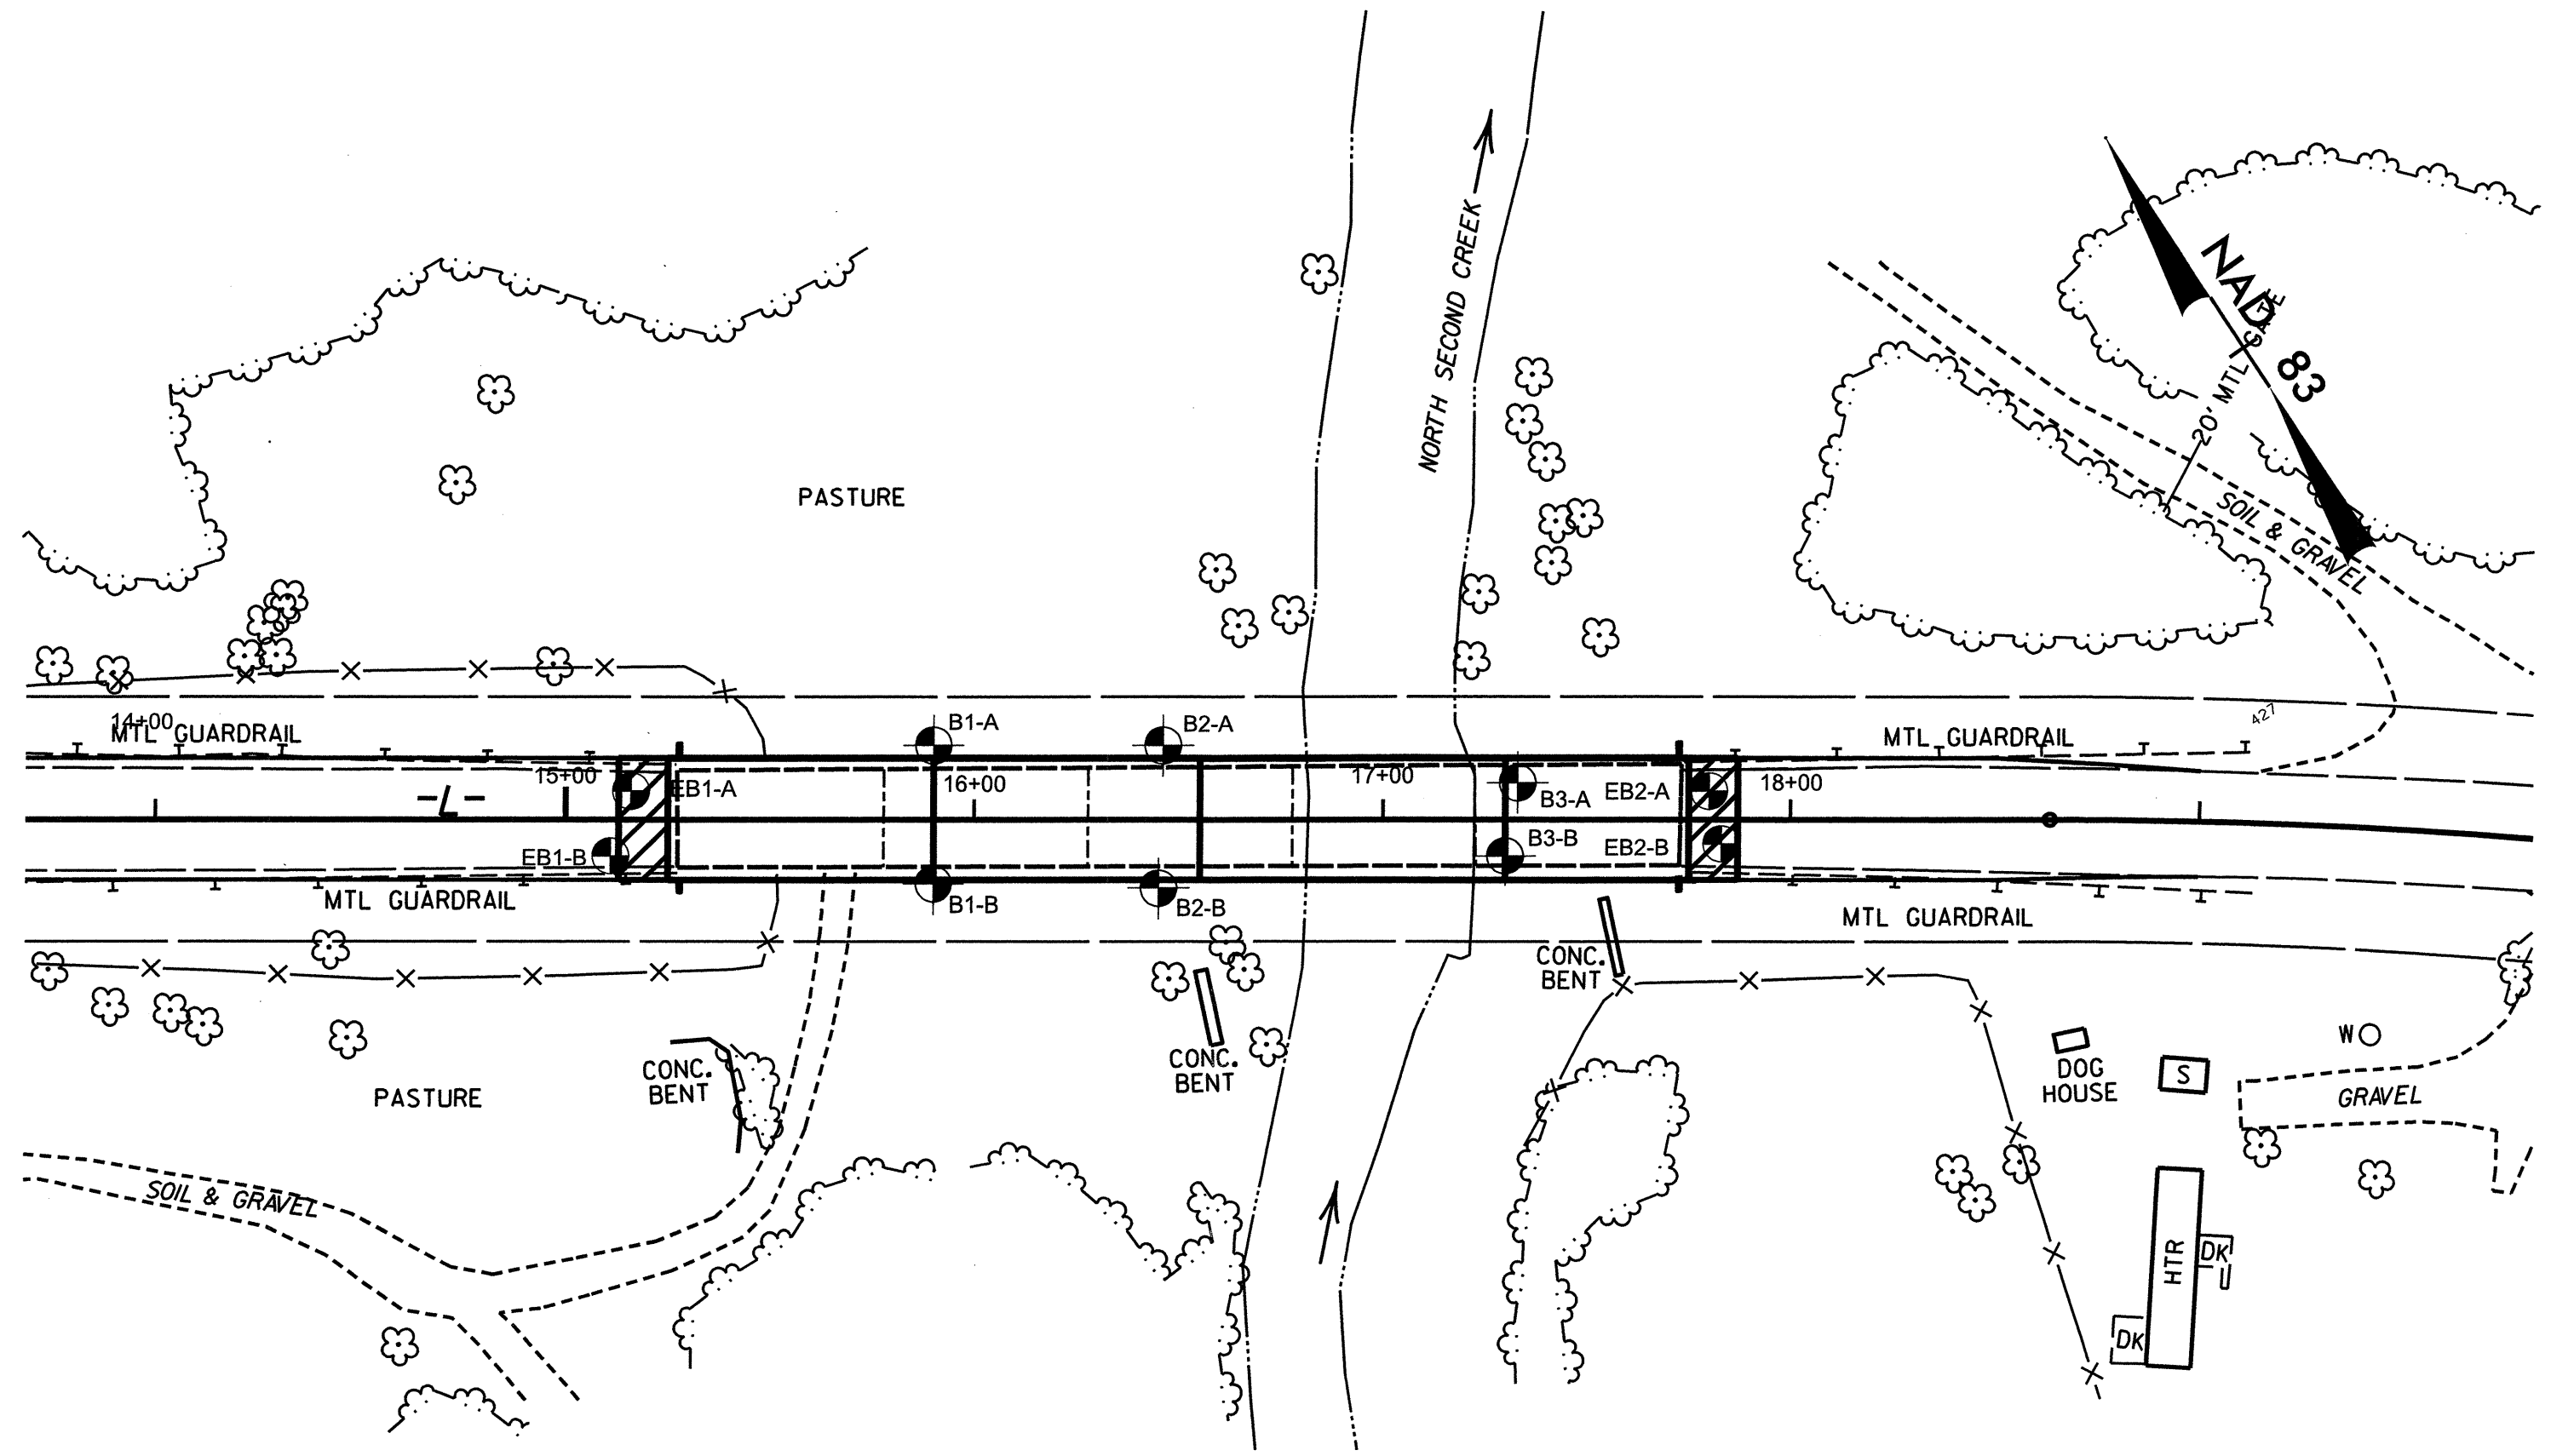 NORTH SECOND CREEK
NAD 83
20' MTL GATE
SOIL & GRAVEL
PASTURE
427
14+00
MTL GUARDRAIL
B1-A
B2-A
MTL GUARDRAIL
15+00
EB1-A
16+00
17+00
B3-A
EB2-A
18+00
-L-
EB1-B
B3-B
EB2-B
MTL GUARDRAIL
B1-B
B2-B
MTL GUARDRAIL
CONC.
BENT
CONC.
BENT
CONC.
BENT
PASTURE
W
DOG
HOUSE
S
GRAVEL
SOIL & GRAVEL
HTR
DK
DK